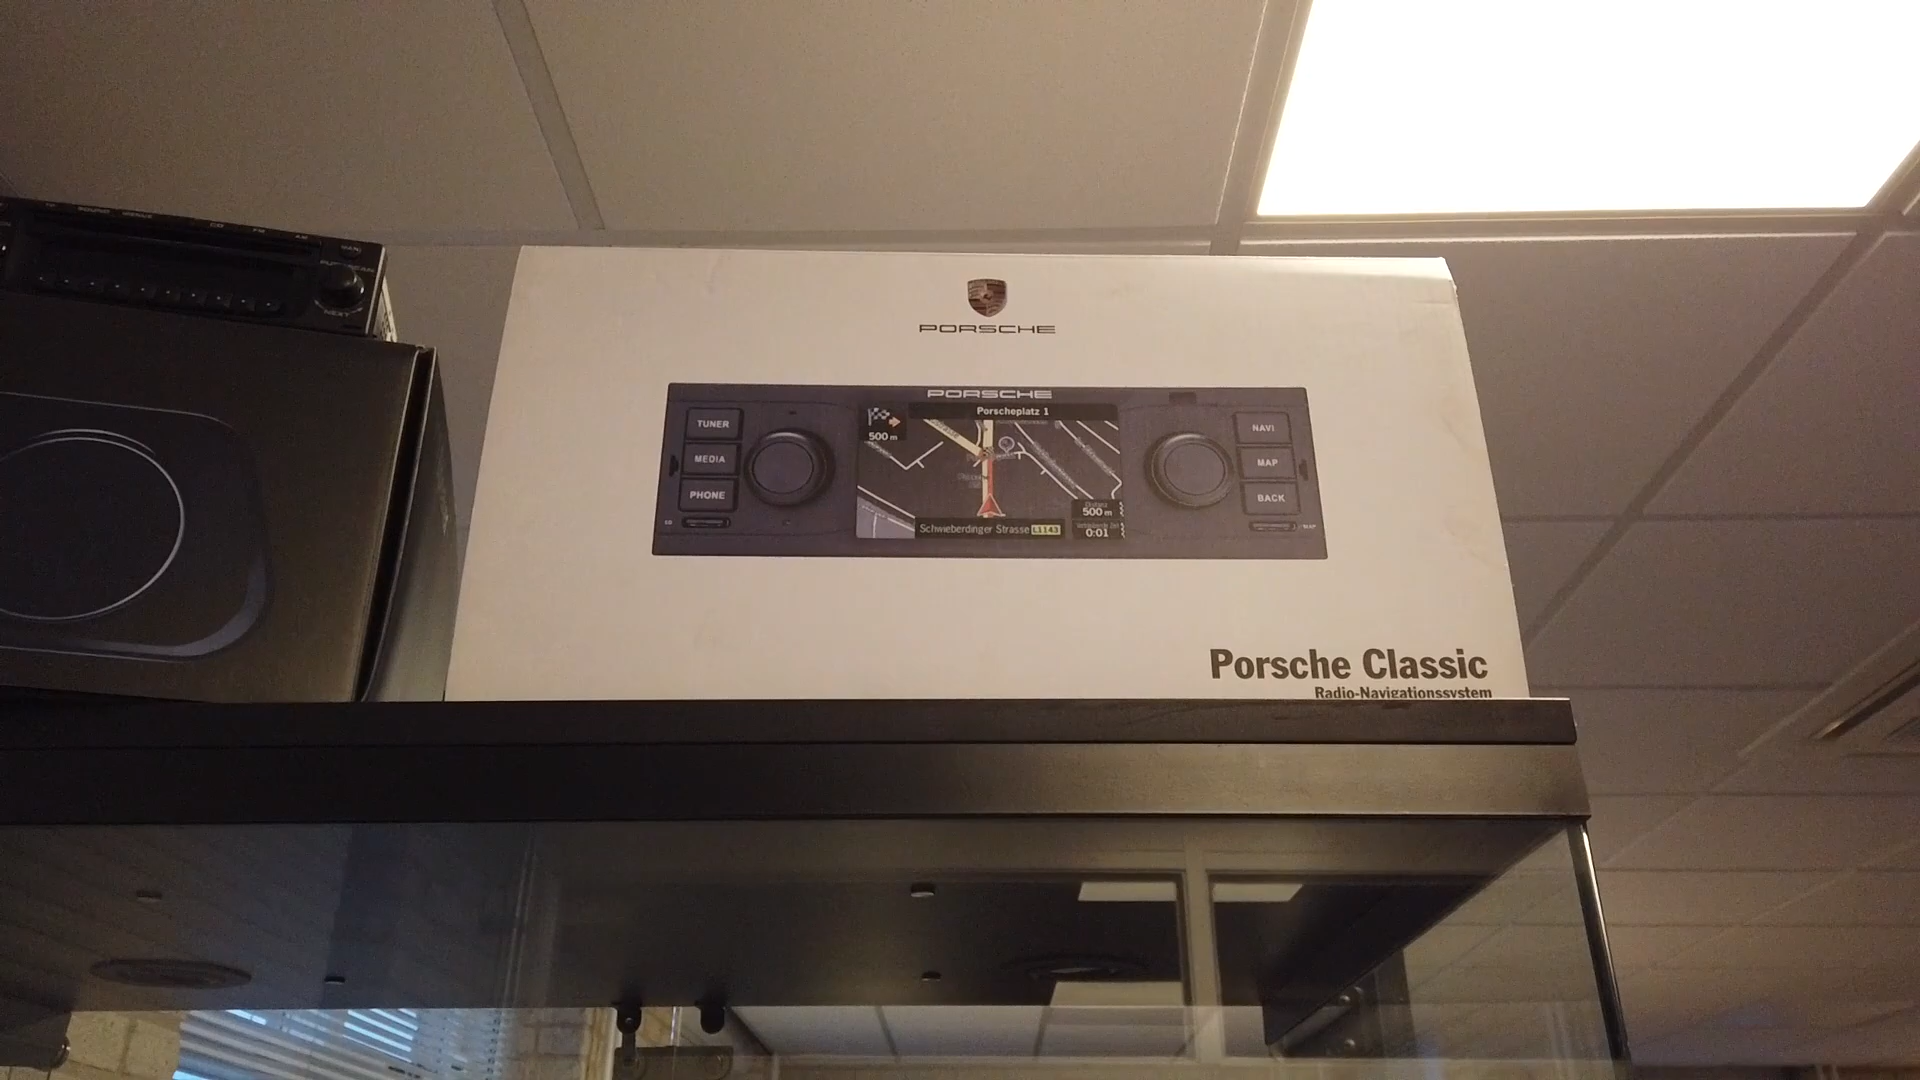 PORSCHE
PORSCHE
Porscheplatz 1
500 m
TUNER
MEDIA
PHONE
NAVI
MAP
BACK
500 m
Schwieberdinger Strasse L1143
0:01
Porsche Classic
Radio-Navigationssystem
NEXT